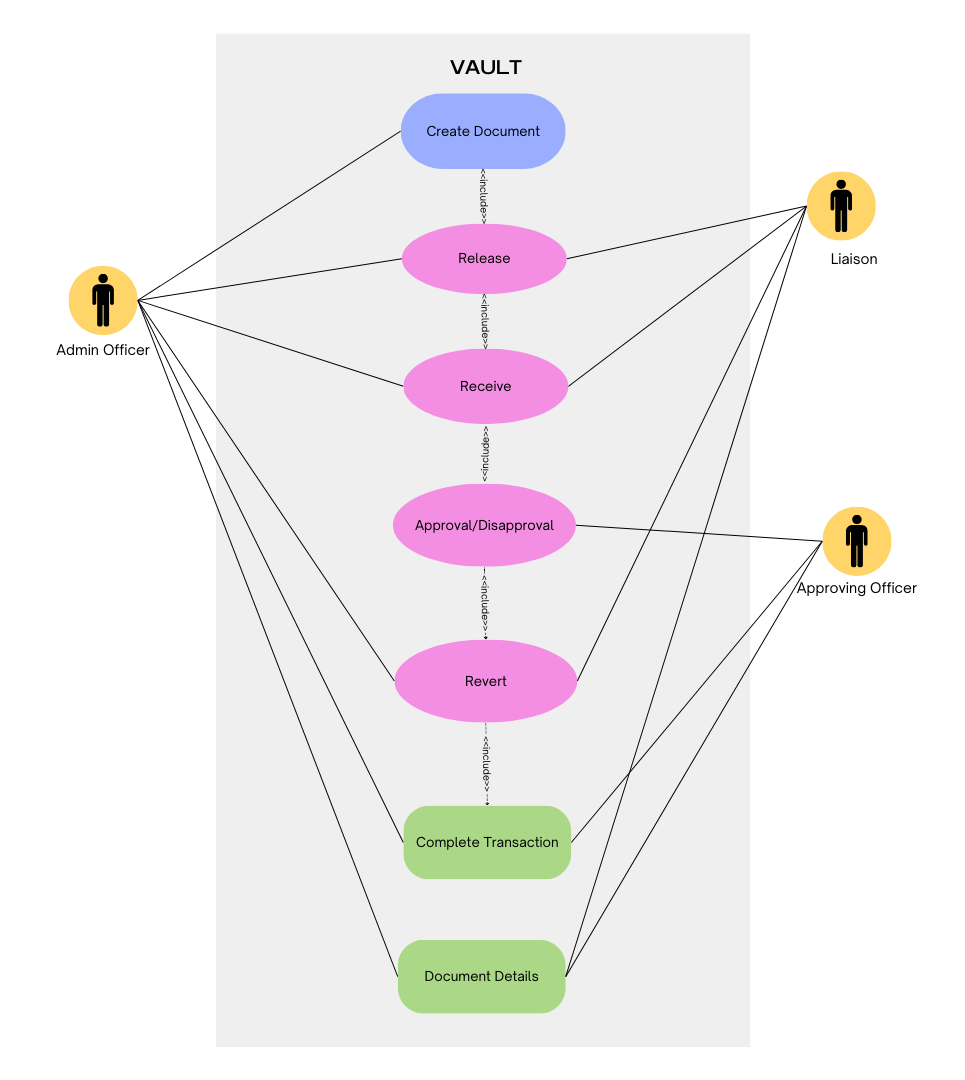 VAULT
Create Document
<<include>>
Release
Liaison
<<include>>
Admin Officer
Receive
<<include>>
Approval/Disapproval
Approving Officer
<<include>>
Revert
<<include>>
Complete Transaction
Document Details